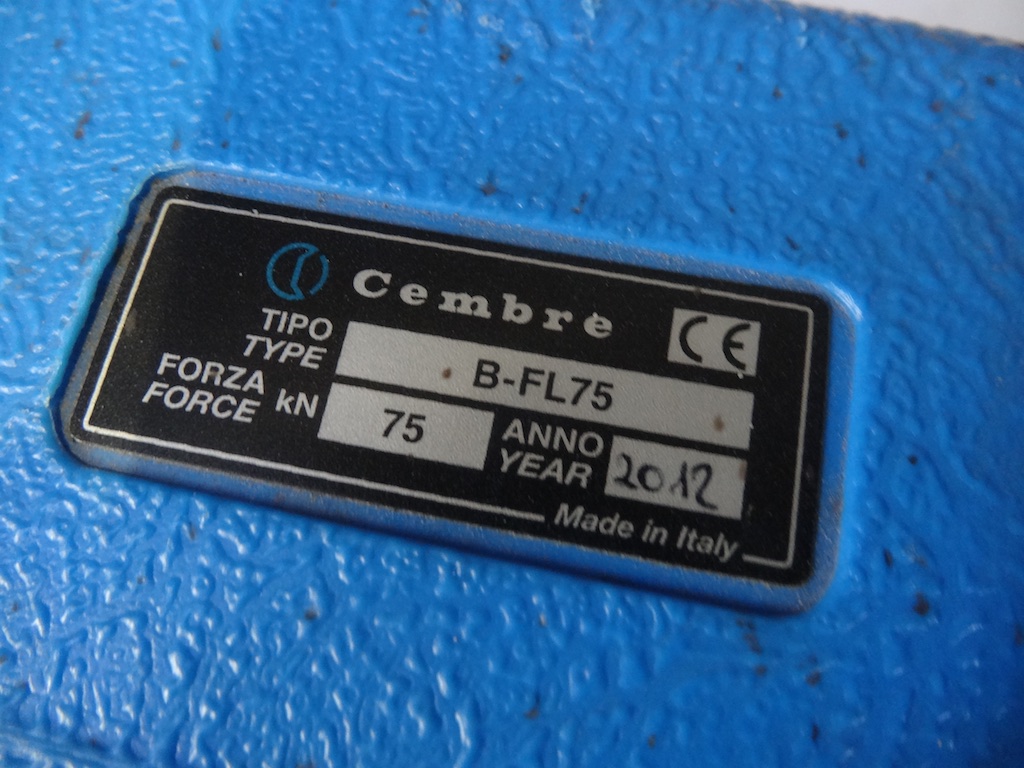 Cembre CE
TIPO
TYPE B-FL75
FORZA
FORCE kN 75 ANNO
YEAR 2012
Made in Italy